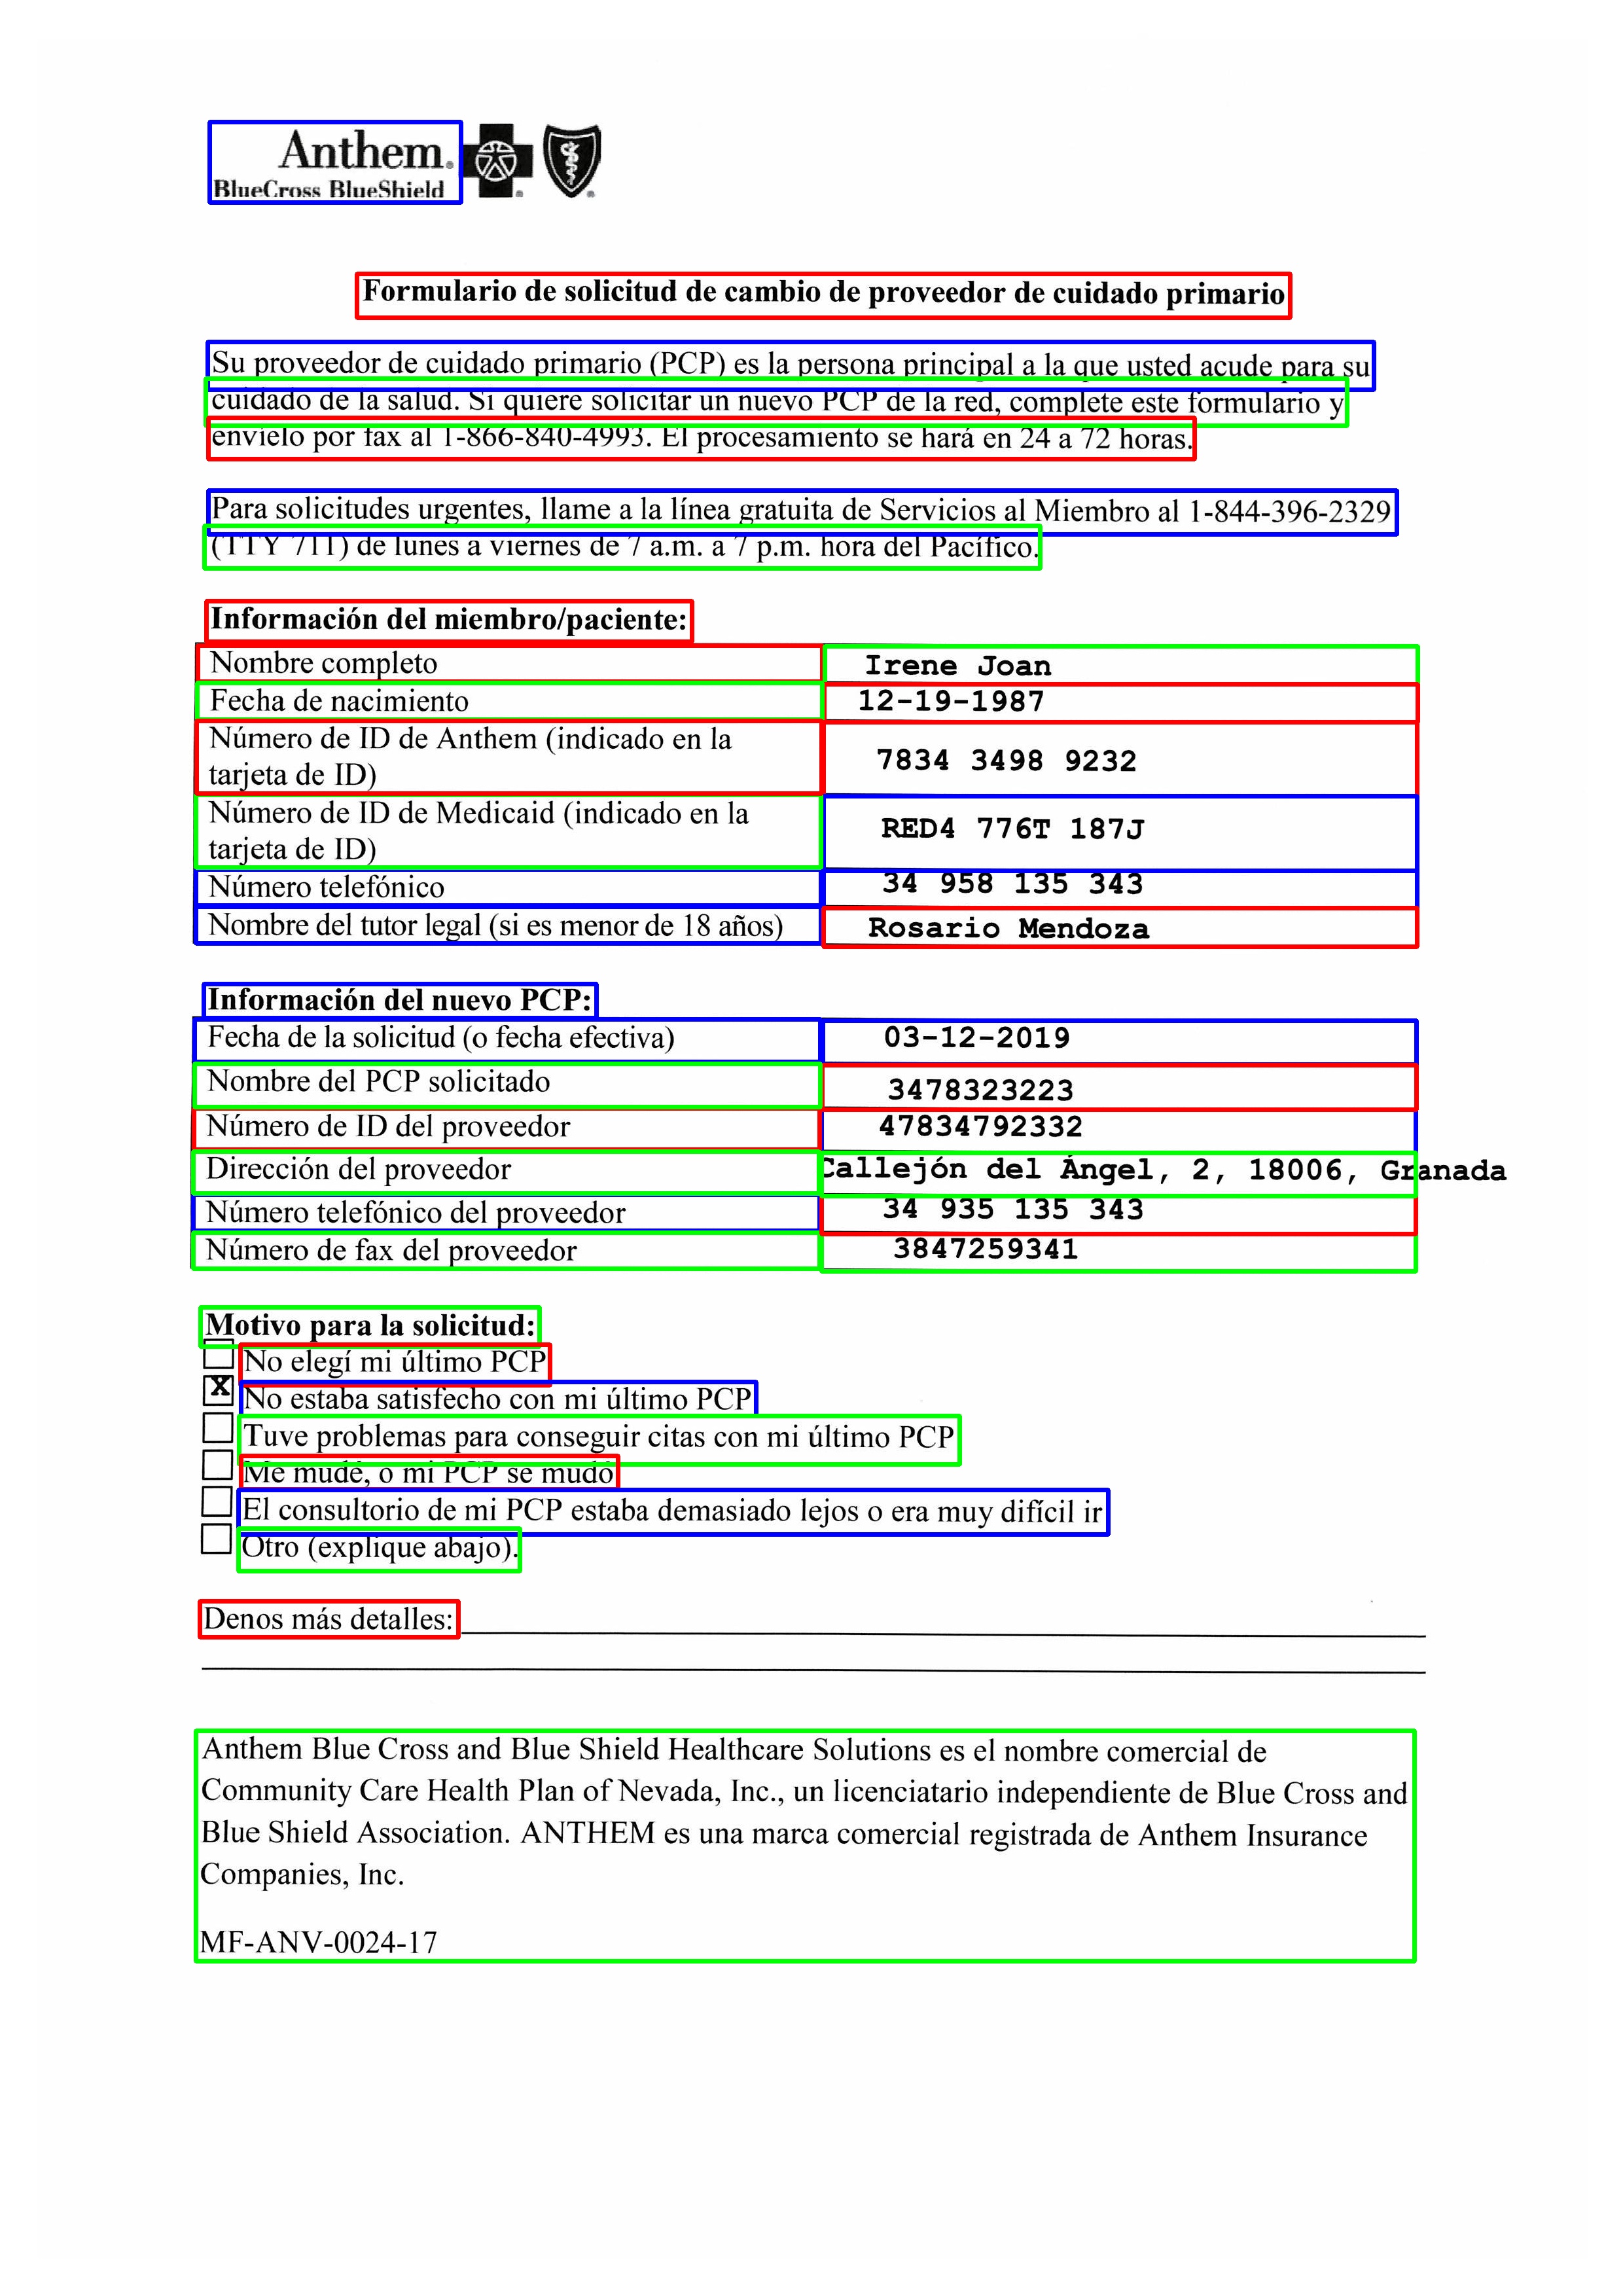 Anthem®
BlueCross BlueShield
Formulario de solicitud de cambio de proveedor de cuidado primario
Su proveedor de cuidado primario (PCP) es la persona principal a la que usted acude para su
cuidado de la salud. Si quiere solicitar un nuevo PCP de la red, complete este formulario y
envíelo por fax al 1-866-840-4993. El procesamiento se hará en 24 a 72 horas.
Para solicitudes urgentes, llame a la línea gratuita de Servicios al Miembro al 1-844-396-2329
(TTY 711) de lunes a viernes de 7 a.m. a 7 p.m. hora del Pacífico.
Información del miembro/paciente:
Nombre completo Irene Joan
Fecha de nacimiento 12-19-1987
Número de ID de Anthem (indicado en la
tarjeta de ID) 7834 3498 9232
Número de ID de Medicaid (indicado en la
tarjeta de ID) RED4 776T 187J
Número telefónico 34 958 135 343
Nombre del tutor legal (si es menor de 18 años) Rosario Mendoza
Información del nuevo PCP:
Fecha de la solicitud (o fecha efectiva) 03-12-2019
Nombre del PCP solicitado 3478323223
Número de ID del proveedor 47834792332
Dirección del proveedor Callejón del Ángel, 2, 18006, Granada
Número telefónico del proveedor 34 935 135 343
Número de fax del proveedor 3847259341
Motivo para la solicitud:
No elegí mi último PCP
X No estaba satisfecho con mi último PCP
Tuve problemas para conseguir citas con mi último PCP
Me mudé, o mi PCP se mudó
El consultorio de mi PCP estaba demasiado lejos o era muy difícil ir
Otro (explique abajo).
Denos más detalles:
Anthem Blue Cross and Blue Shield Healthcare Solutions es el nombre comercial de
Community Care Health Plan of Nevada, Inc., un licenciatario independiente de Blue Cross and
Blue Shield Association. ANTHEM es una marca comercial registrada de Anthem Insurance
Companies, Inc.
MF-ANV-0024-17